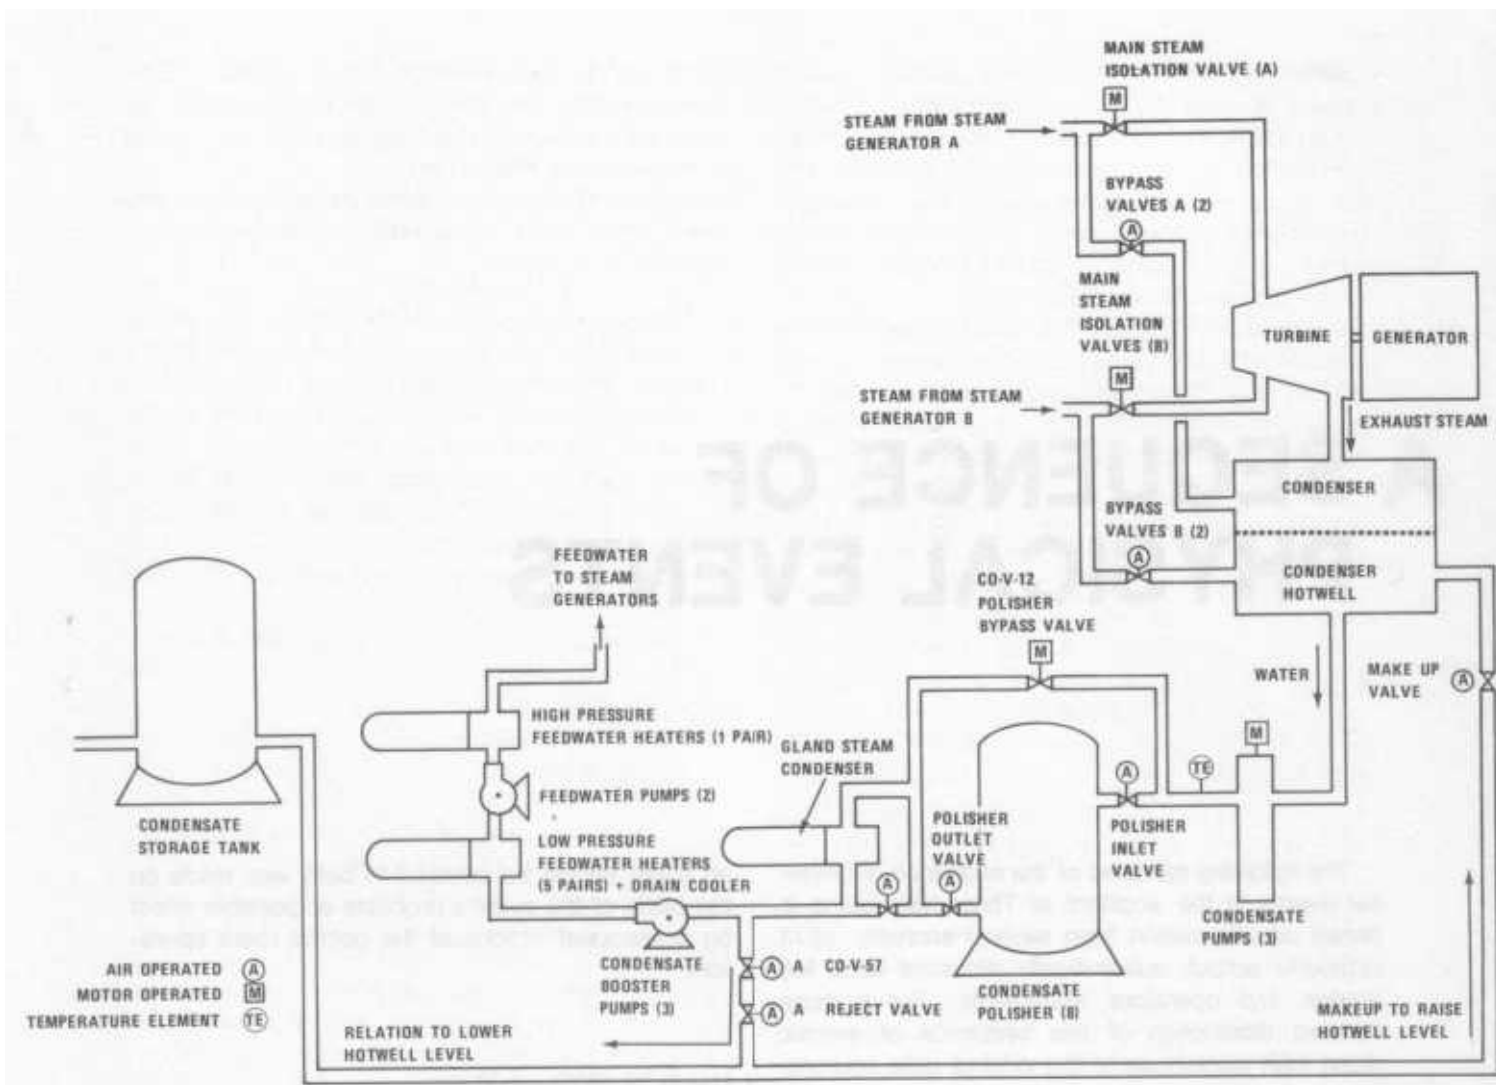 MAIN STEAM
ISOLATION VALVE (A)
M
STEAM FROM STEAM
GENERATOR A
BYPASS
VALVES A (2)
A
MAIN
STEAM
ISOLATION
VALVES (B)
TURBINE
GENERATOR
M
STEAM FROM STEAM
GENERATOR B
EXHAUST STEAM
A SEQUENCE OF
PHYSICAL EVENTS
CONDENSER
BYPASS
VALVES B (2)
A
FEEDWATER
TO STEAM
GENERATORS
CONDENSER
HOTWELL
CO-V-12
POLISHER
BYPASS VALVE
M
WATER
MAKE UP
VALVE
A
HIGH PRESSURE
FEEDWATER HEATERS (1 PAIR)
GLAND STEAM
CONDENSER
M
A
TE
FEEDWATER PUMPS (2)
CONDENSATE
STORAGE TANK
LOW PRESSURE
FEEDWATER HEATERS
(5 PAIRS) + DRAIN COOLER
POLISHER
OUTLET
VALVE
POLISHER
INLET
VALVE
A
A
CONDENSATE
PUMPS (3)
AIR OPERATED A
MOTOR OPERATED M
TEMPERATURE ELEMENT TE
CONDENSATE
BOOSTER
PUMPS (3)
A A CO-V-57
A A REJECT VALVE
CONDENSATE
POLISHER (8)
RELATION TO LOWER
HOTWELL LEVEL
MAKEUP TO RAISE
HOTWELL LEVEL